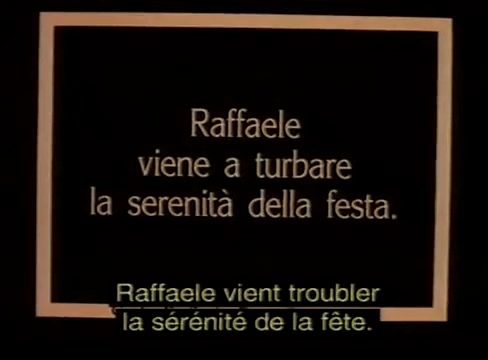 Raffaele
viene a turbare
la serenità della festa.
Raffaele vient troubler
la sérénité de la fête.